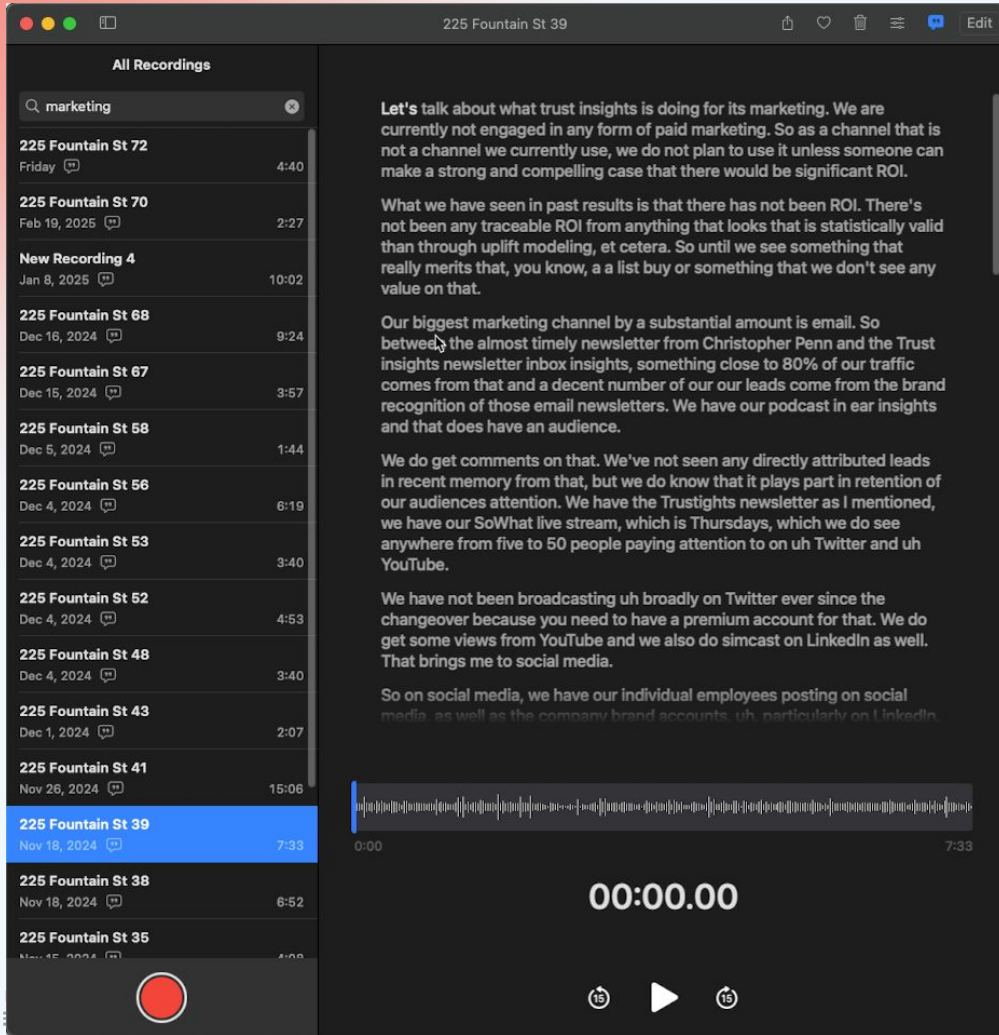 225 Fountain St 39
Edit
All Recordings
marketing
225 Fountain St 72
Friday 4:40
225 Fountain St 70
Feb 19, 2025 2:27
New Recording 4
Jan 8, 2025 10:02
225 Fountain St 68
Dec 16, 2024 9:24
225 Fountain St 67
Dec 15, 2024 3:57
225 Fountain St 58
Dec 5, 2024 1:44
225 Fountain St 56
Dec 4, 2024 6:19
225 Fountain St 53
Dec 4, 2024 3:40
225 Fountain St 52
Dec 4, 2024 4:53
225 Fountain St 48
Dec 4, 2024 3:40
225 Fountain St 43
Dec 1, 2024 2:07
225 Fountain St 41
Nov 26, 2024 15:06
225 Fountain St 39
Nov 18, 2024 7:33
225 Fountain St 38
Nov 18, 2024 6:52
225 Fountain St 35
Nov 15, 2024 4:08
Let's talk about what trust insights is doing for its marketing. We are
currently not engaged in any form of paid marketing. So as a channel that is
not a channel we currently use, we do not plan to use it unless someone can
make a strong and compelling case that there would be significant ROI.
What we have seen in past results is that there has not been ROI. There's
not been any traceable ROI from anything that looks that is statistically valid
than through uplift modeling, et cetera. So until we see something that
really merits that, you know, a a list buy or something that we don't see any
value on that.
Our biggest marketing channel by a substantial amount is email. So
between the almost timely newsletter from Christopher Penn and the Trust
insights newsletter inbox insights, something close to 80% of our traffic
comes from that and a decent number of our our leads come from the brand
recognition of those email newsletters. We have our podcast in ear insights
and that does have an audience.
We do get comments on that. We've not seen any directly attributed leads
in recent memory from that, but we do know that it plays part in retention of
our audiences attention. We have the Trustights newsletter as I mentioned,
we have our SoWhat live stream, which is Thursdays, which we do see
anywhere from five to 50 people paying attention to on uh Twitter and uh
YouTube.
We have not been broadcasting uh broadly on Twitter ever since the
changeover because you need to have a premium account for that. We do
get some views from YouTube and we also do simcast on LinkedIn as well.
That brings me to social media.
So on social media, we have our individual employees posting on social
media, as well as the company brand accounts, uh, particularly on LinkedIn.
0:00 7:33
00:00.00
15 15